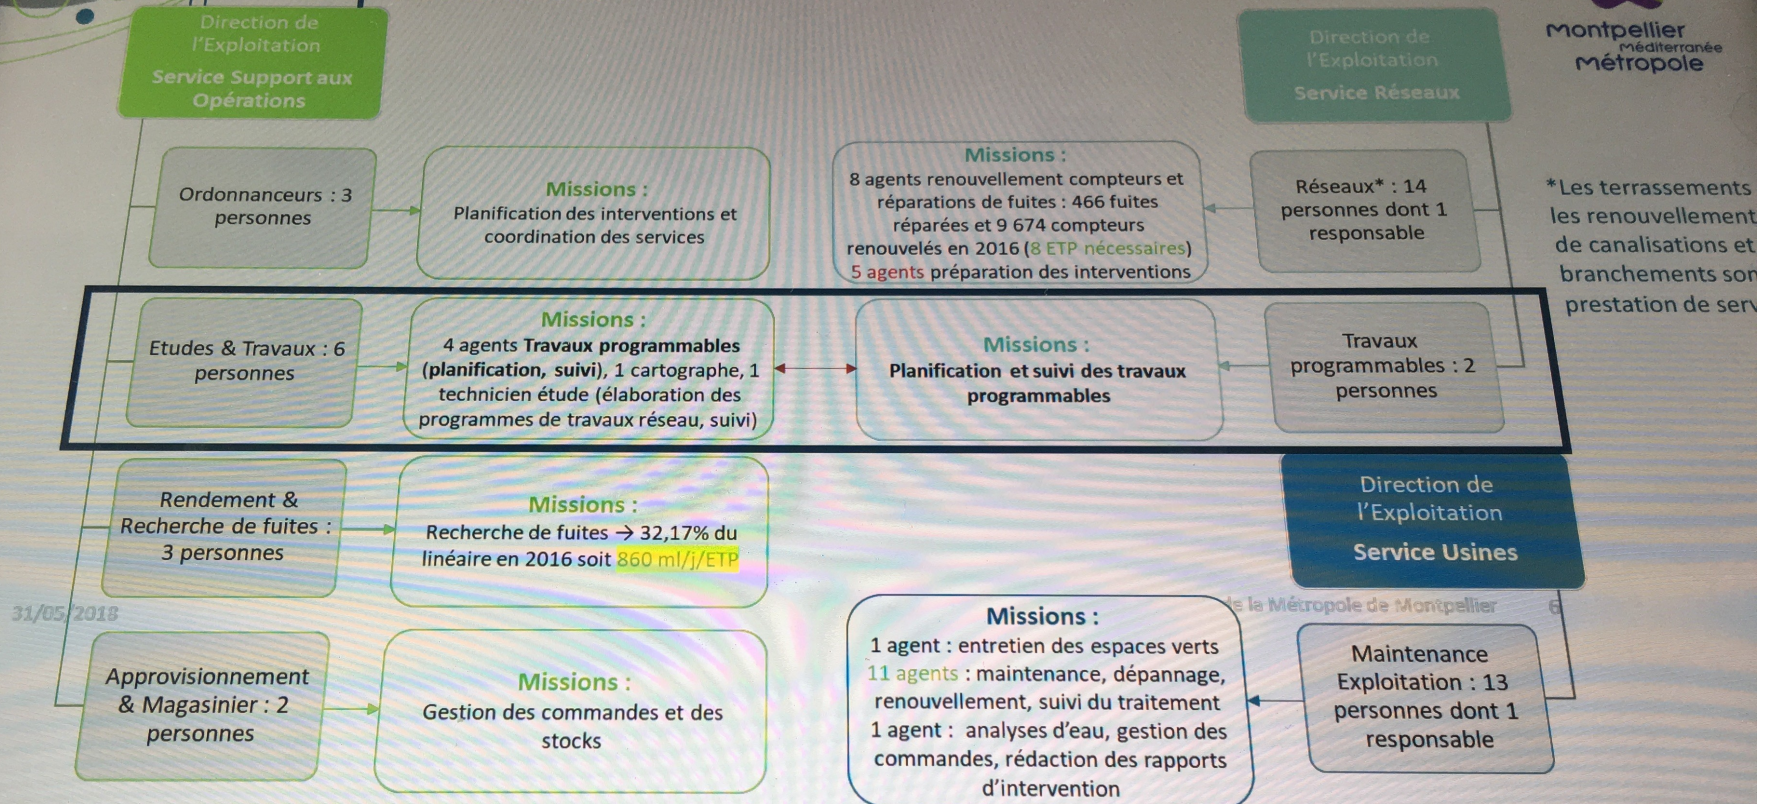 Direction de
l'Exploitation
Service Support aux
Opérations
Direction de
l'Exploitation
Service Réseaux
montpellier
méditerranée
métropole
Ordonnanceurs : 3
personnes
Missions :
Planification des interventions et
coordination des services
Missions :
8 agents renouvellement compteurs et
réparations de fuites : 466 fuites
réparées et 9 674 compteurs
renouvelés en 2016 (8 ETP nécessaires)
5 agents préparation des interventions
Réseaux* : 14
personnes dont 1
responsable
*Les terrassements
les renouvellement
de canalisations et
branchements son
prestation de serv
Etudes & Travaux : 6
personnes
Missions :
4 agents Travaux programmables
(planification, suivi), 1 cartographe, 1
technicien étude (élaboration des
programmes de travaux réseau, suivi)
Missions :
Planification et suivi des travaux
programmables
Travaux
programmables : 2
personnes
Rendement &
Recherche de fuites :
3 personnes
Missions :
Recherche de fuites → 32,17% du
linéaire en 2016 soit 860 ml/j/ETP
Direction de
l'Exploitation
Service Usines
31/05/2018
de la Métropole de Montpellier
6
Approvisionnement
& Magasinier : 2
personnes
Missions :
Gestion des commandes et des
stocks
Missions :
1 agent : entretien des espaces verts
11 agents : maintenance, dépannage,
renouvellement, suivi du traitement
1 agent : analyses d'eau, gestion des
commandes, rédaction des rapports
d'intervention
Maintenance
Exploitation : 13
personnes dont 1
responsable